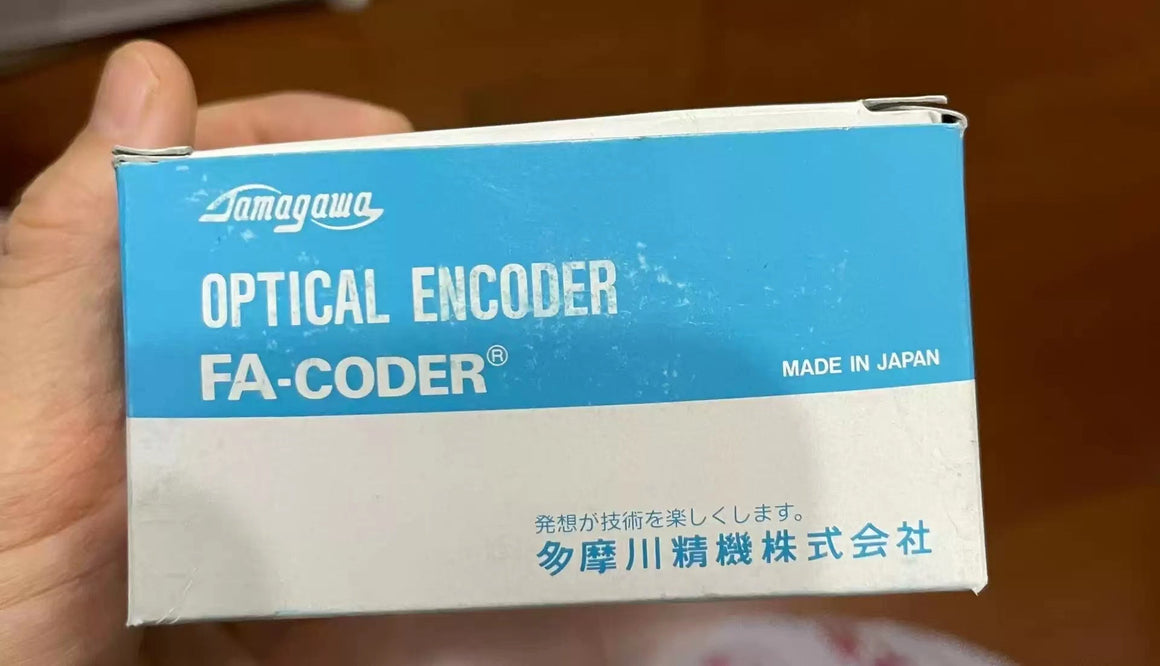 Tamagawa
OPTICAL ENCODER
FA-CODER®
MADE IN JAPAN
発想が技術を楽しくします。
多摩川精機株式会社